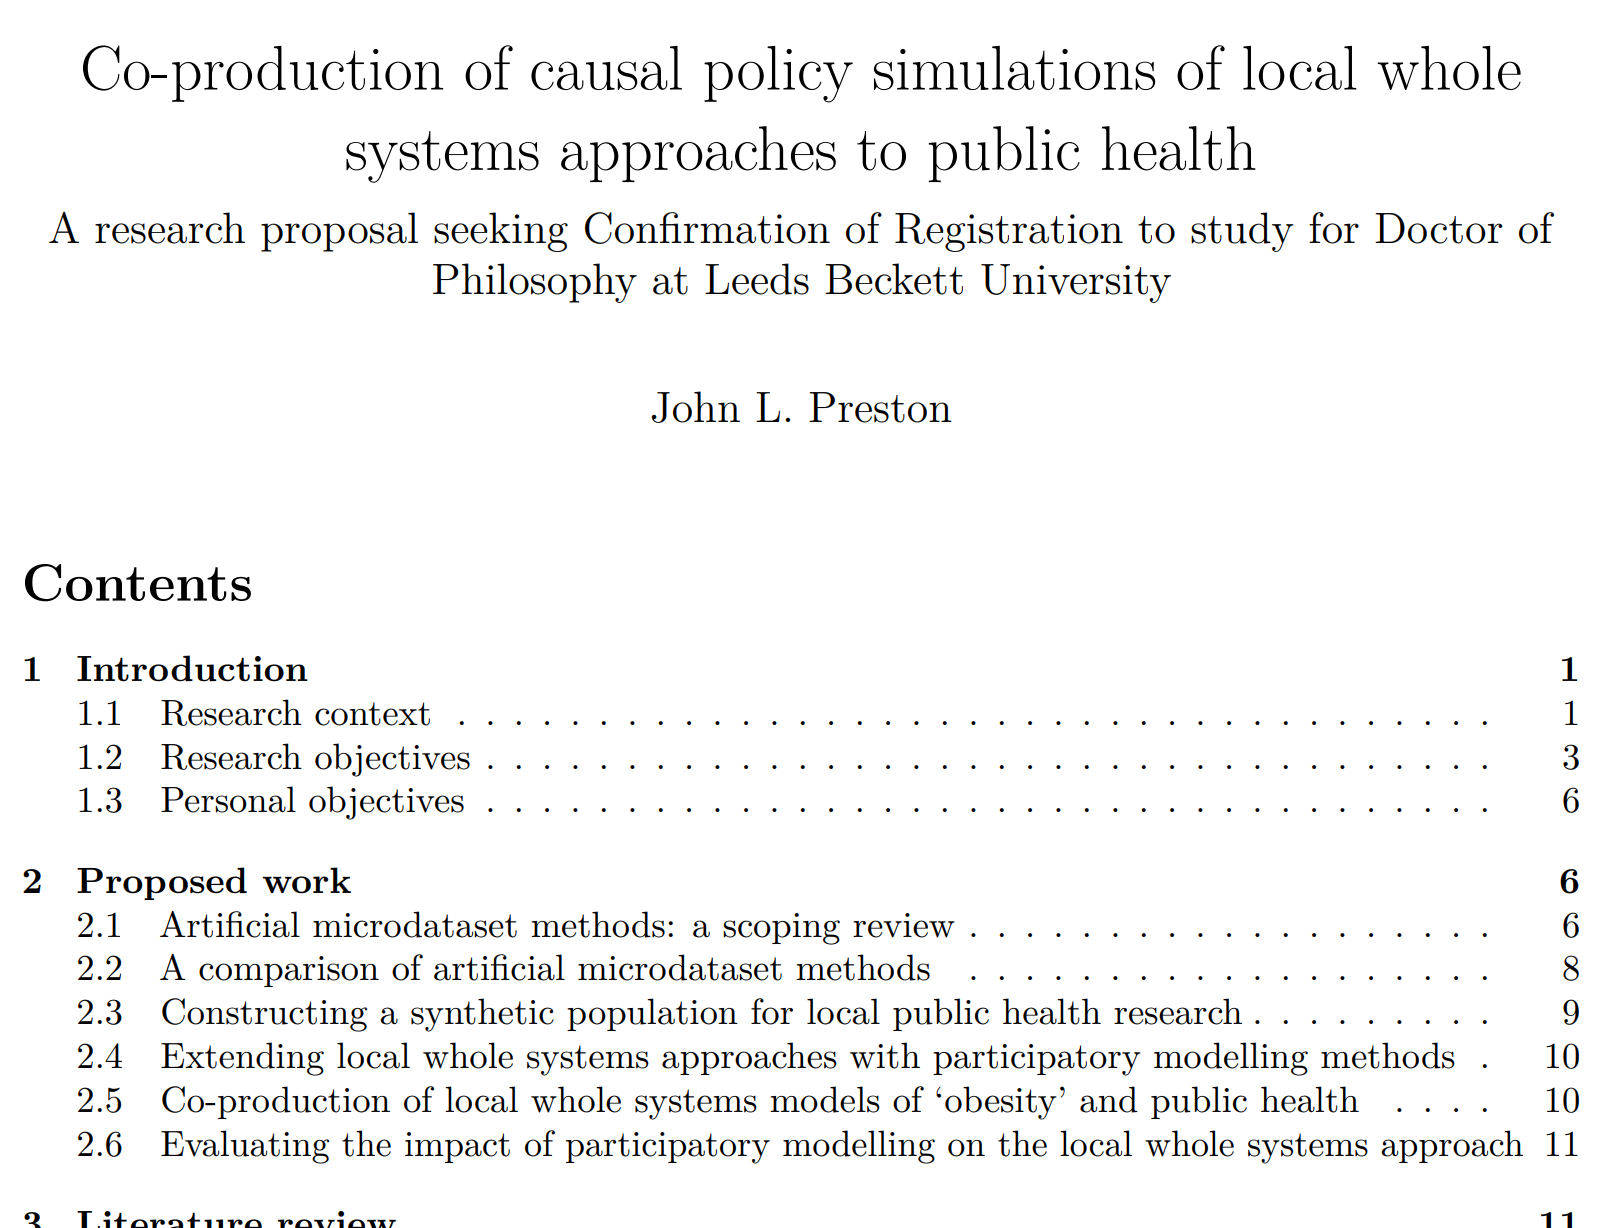 Co-production of causal policy simulations of local whole
systems approaches to public health
A research proposal seeking Confirmation of Registration to study for Doctor of
Philosophy at Leeds Beckett University
John L. Preston
Contents
1 Introduction 1
1.1 Research context . . . . . . . . . . . . . . . . . . . . . . . . . . . . . . . . . . . . . 1
1.2 Research objectives . . . . . . . . . . . . . . . . . . . . . . . . . . . . . . . . . . . . 3
1.3 Personal objectives . . . . . . . . . . . . . . . . . . . . . . . . . . . . . . . . . . . . 6
2 Proposed work 6
2.1 Artificial microdataset methods: a scoping review . . . . . . . . . . . . . . . . . . . 6
2.2 A comparison of artificial microdataset methods . . . . . . . . . . . . . . . . . . . 8
2.3 Constructing a synthetic population for local public health research . . . . . . . . . 9
2.4 Extending local whole systems approaches with participatory modelling methods . 10
2.5 Co-production of local whole systems models of ‘obesity’ and public health . . . . 10
2.6 Evaluating the impact of participatory modelling on the local whole systems approach 11
3 Literature review 11